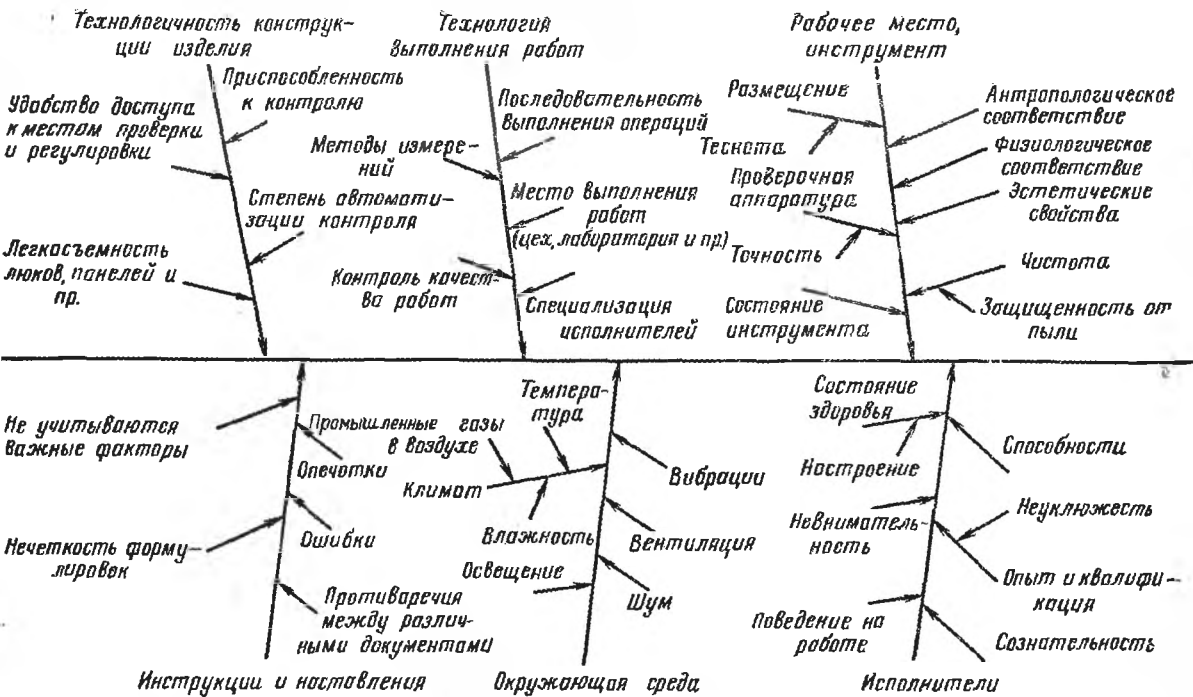 Технологичность конструк-
ции изделия
Приспособленность
к контролю
Удобство доступа
к местам проверки
и регулировки
Степень автомати-
зации контроля
Легкосъемность
люков, панелей и
пр.
Технология
выполнения работ
Последовательность
выполнения операций
Методы измере-
ний
Место выполнения
работ
(цех, лаборатория и пр.)
Контроль качест-
ва работ
Специализация
исполнителей
Рабочее место,
инструмент
Размещение
Теснота
Антропологическое
соответствие
Физиологическое
соответствие
Проверочная
аппаратура
Эстетические
свойства
Точность
Чистота
Состояние
инструмента
Защищенность от
пыли
Не учитываются
важные факторы
Опечатки
Ошибки
Нечеткость форму-
лировок
Противоречия
между различ-
ными документами
Инструкции и наставления
Температура
Промышленные газы
в воздухе
Климат
Влажность
Вибрации
Вентиляция
Освещение
Шум
Окружающая среда
Состояние
здоровья
Настроение
Способности
Невниматель-
ность
Неуклюжесть
Опыт и квалифи-
кация
Поведение на
работе
Сознательность
Исполнители